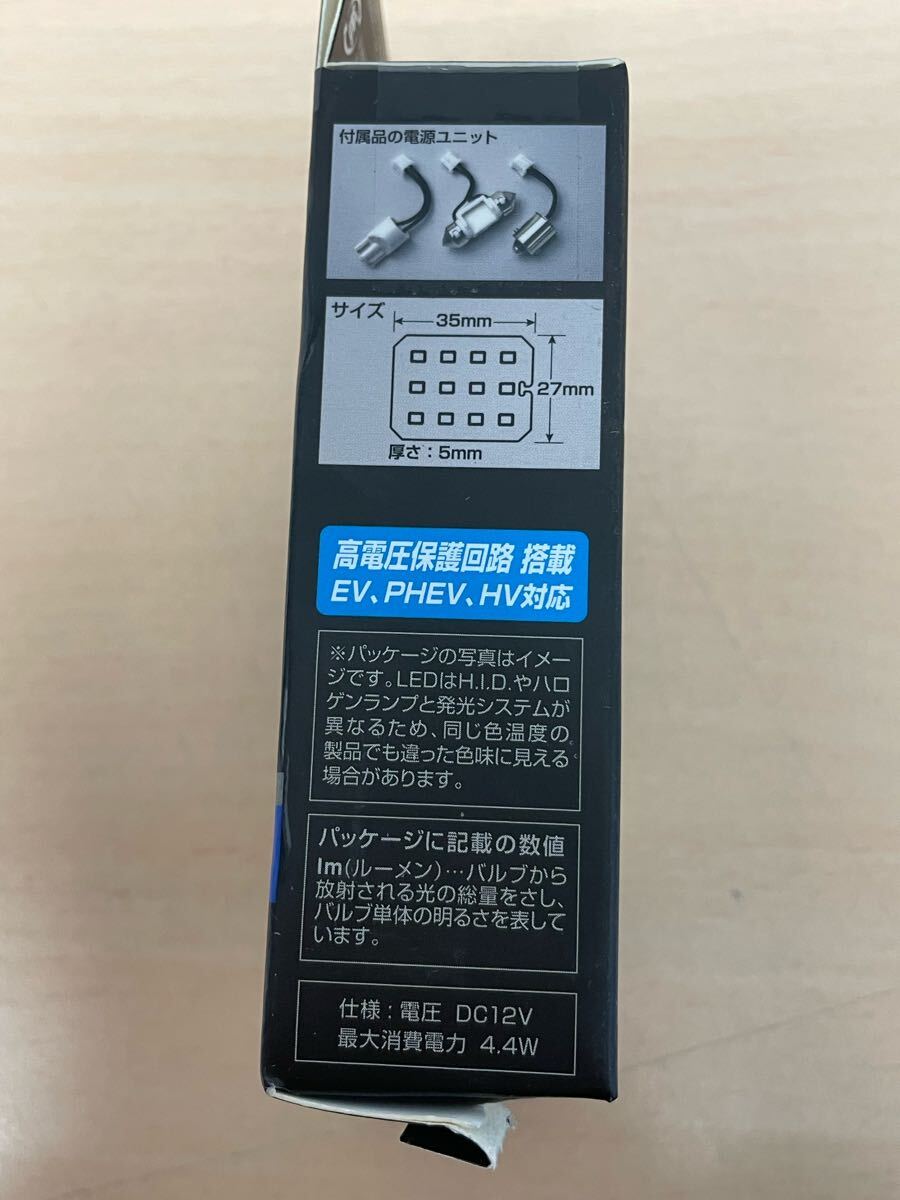 付属品の電源ユニット
サイズ
35mm
27mm
厚さ：5mm
高電圧保護回路 搭載
EV、PHEV、HV対応
※パッケージの写真はイメー
ジです。LEDはH.I.D.やハロ
ゲンランプと発光システムが
異なるため、同じ色温度の
製品でも違った色味に見える
場合があります。
パッケージに記載の数値
lm(ルーメン)…バルブから
放射される光の総量をさし、
バルブ単体の明るさを表して
います。
仕様：電圧 DC12V
最大消費電力 4.4W